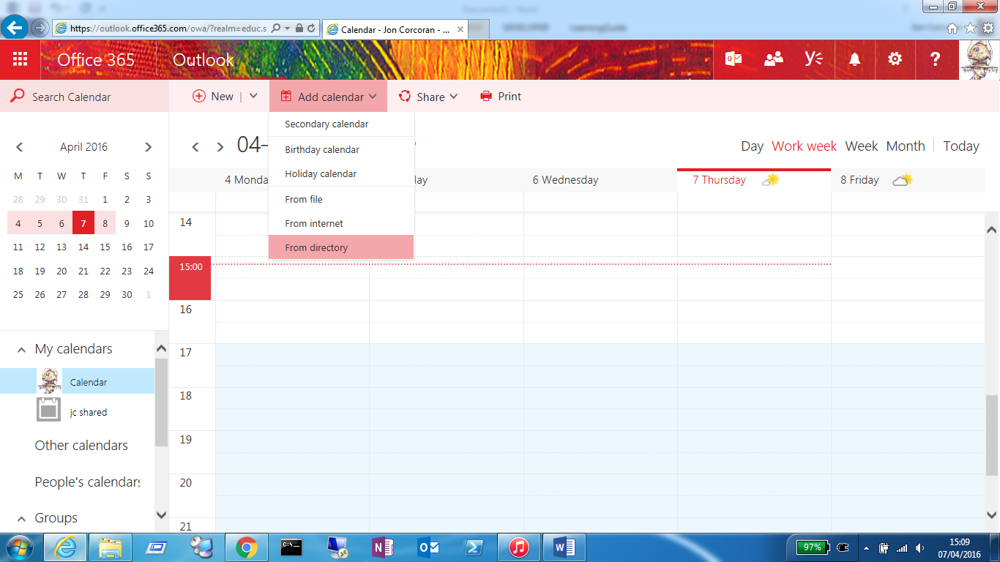 https://outlook.office365.com/owa/?realm=educ.s
Calendar - Jon Corcoran - ...
Office 365
Outlook
?
Search Calendar
New
Add calendar
Share
Print
Secondary calendar
Birthday calendar
Holiday calendar
From file
From internet
From directory
April 2016
M T W T F S S
28 29 30 31 1 2 3
4 5 6 7 8 9 10
11 12 13 14 15 16 17
18 19 20 21 22 23 24
25 26 27 28 29 30 1
04-
Day Work week Week Month Today
4 Monda
day
6 Wednesday
7 Thursday
8 Friday
14
15:00
16
17
18
19
20
21
My calendars
Calendar
jc shared
Other calendars
People's calendars
Groups
97%
15:09
07/04/2016